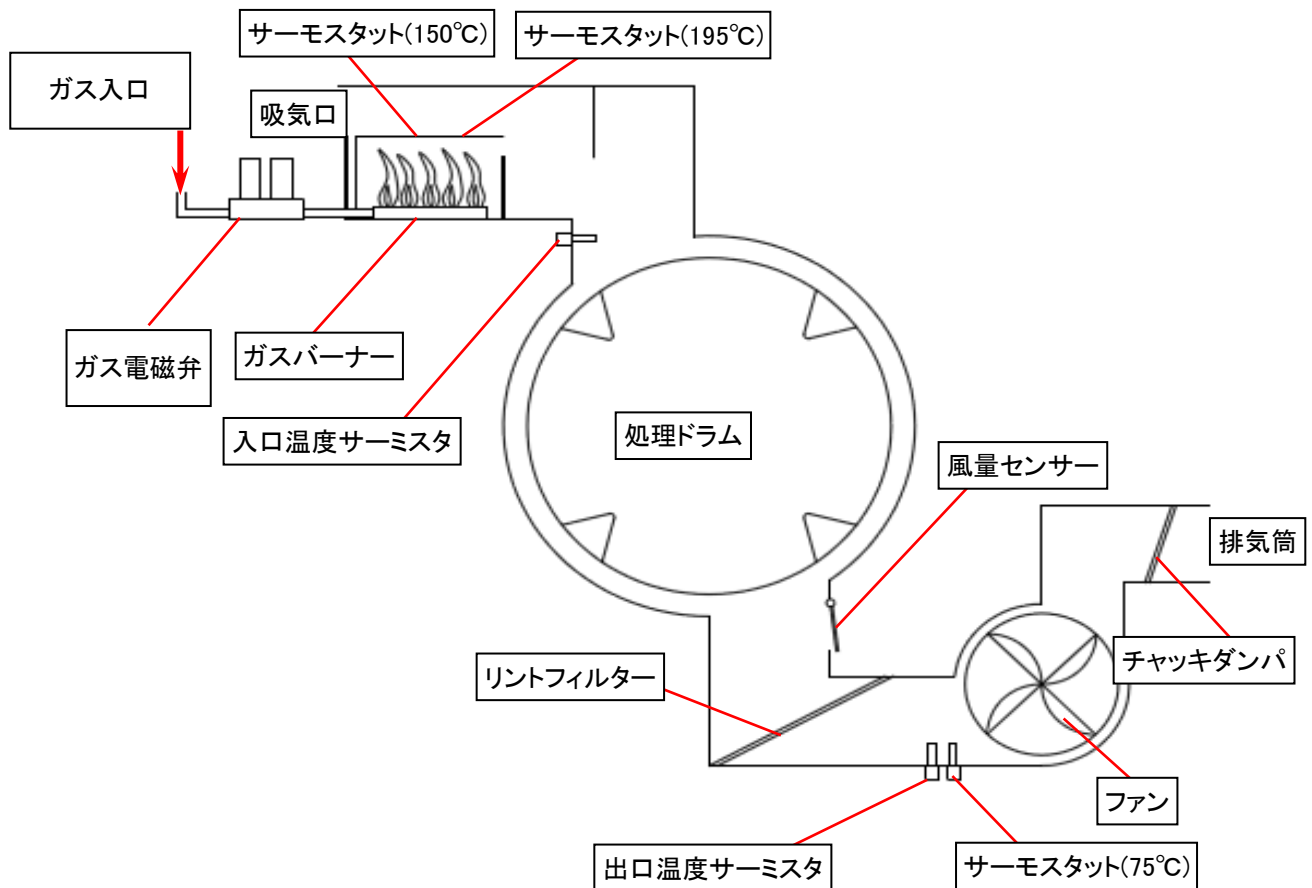 サーモスタット(150℃)
サーモスタット(195℃)
ガス入口
吸気口
ガス電磁弁
ガスバーナー
入口温度サーミスタ
処理ドラム
風量センサー
排気筒
チャッキダンパ
リントフィルター
ファン
出口温度サーミスタ
サーモスタット(75℃)